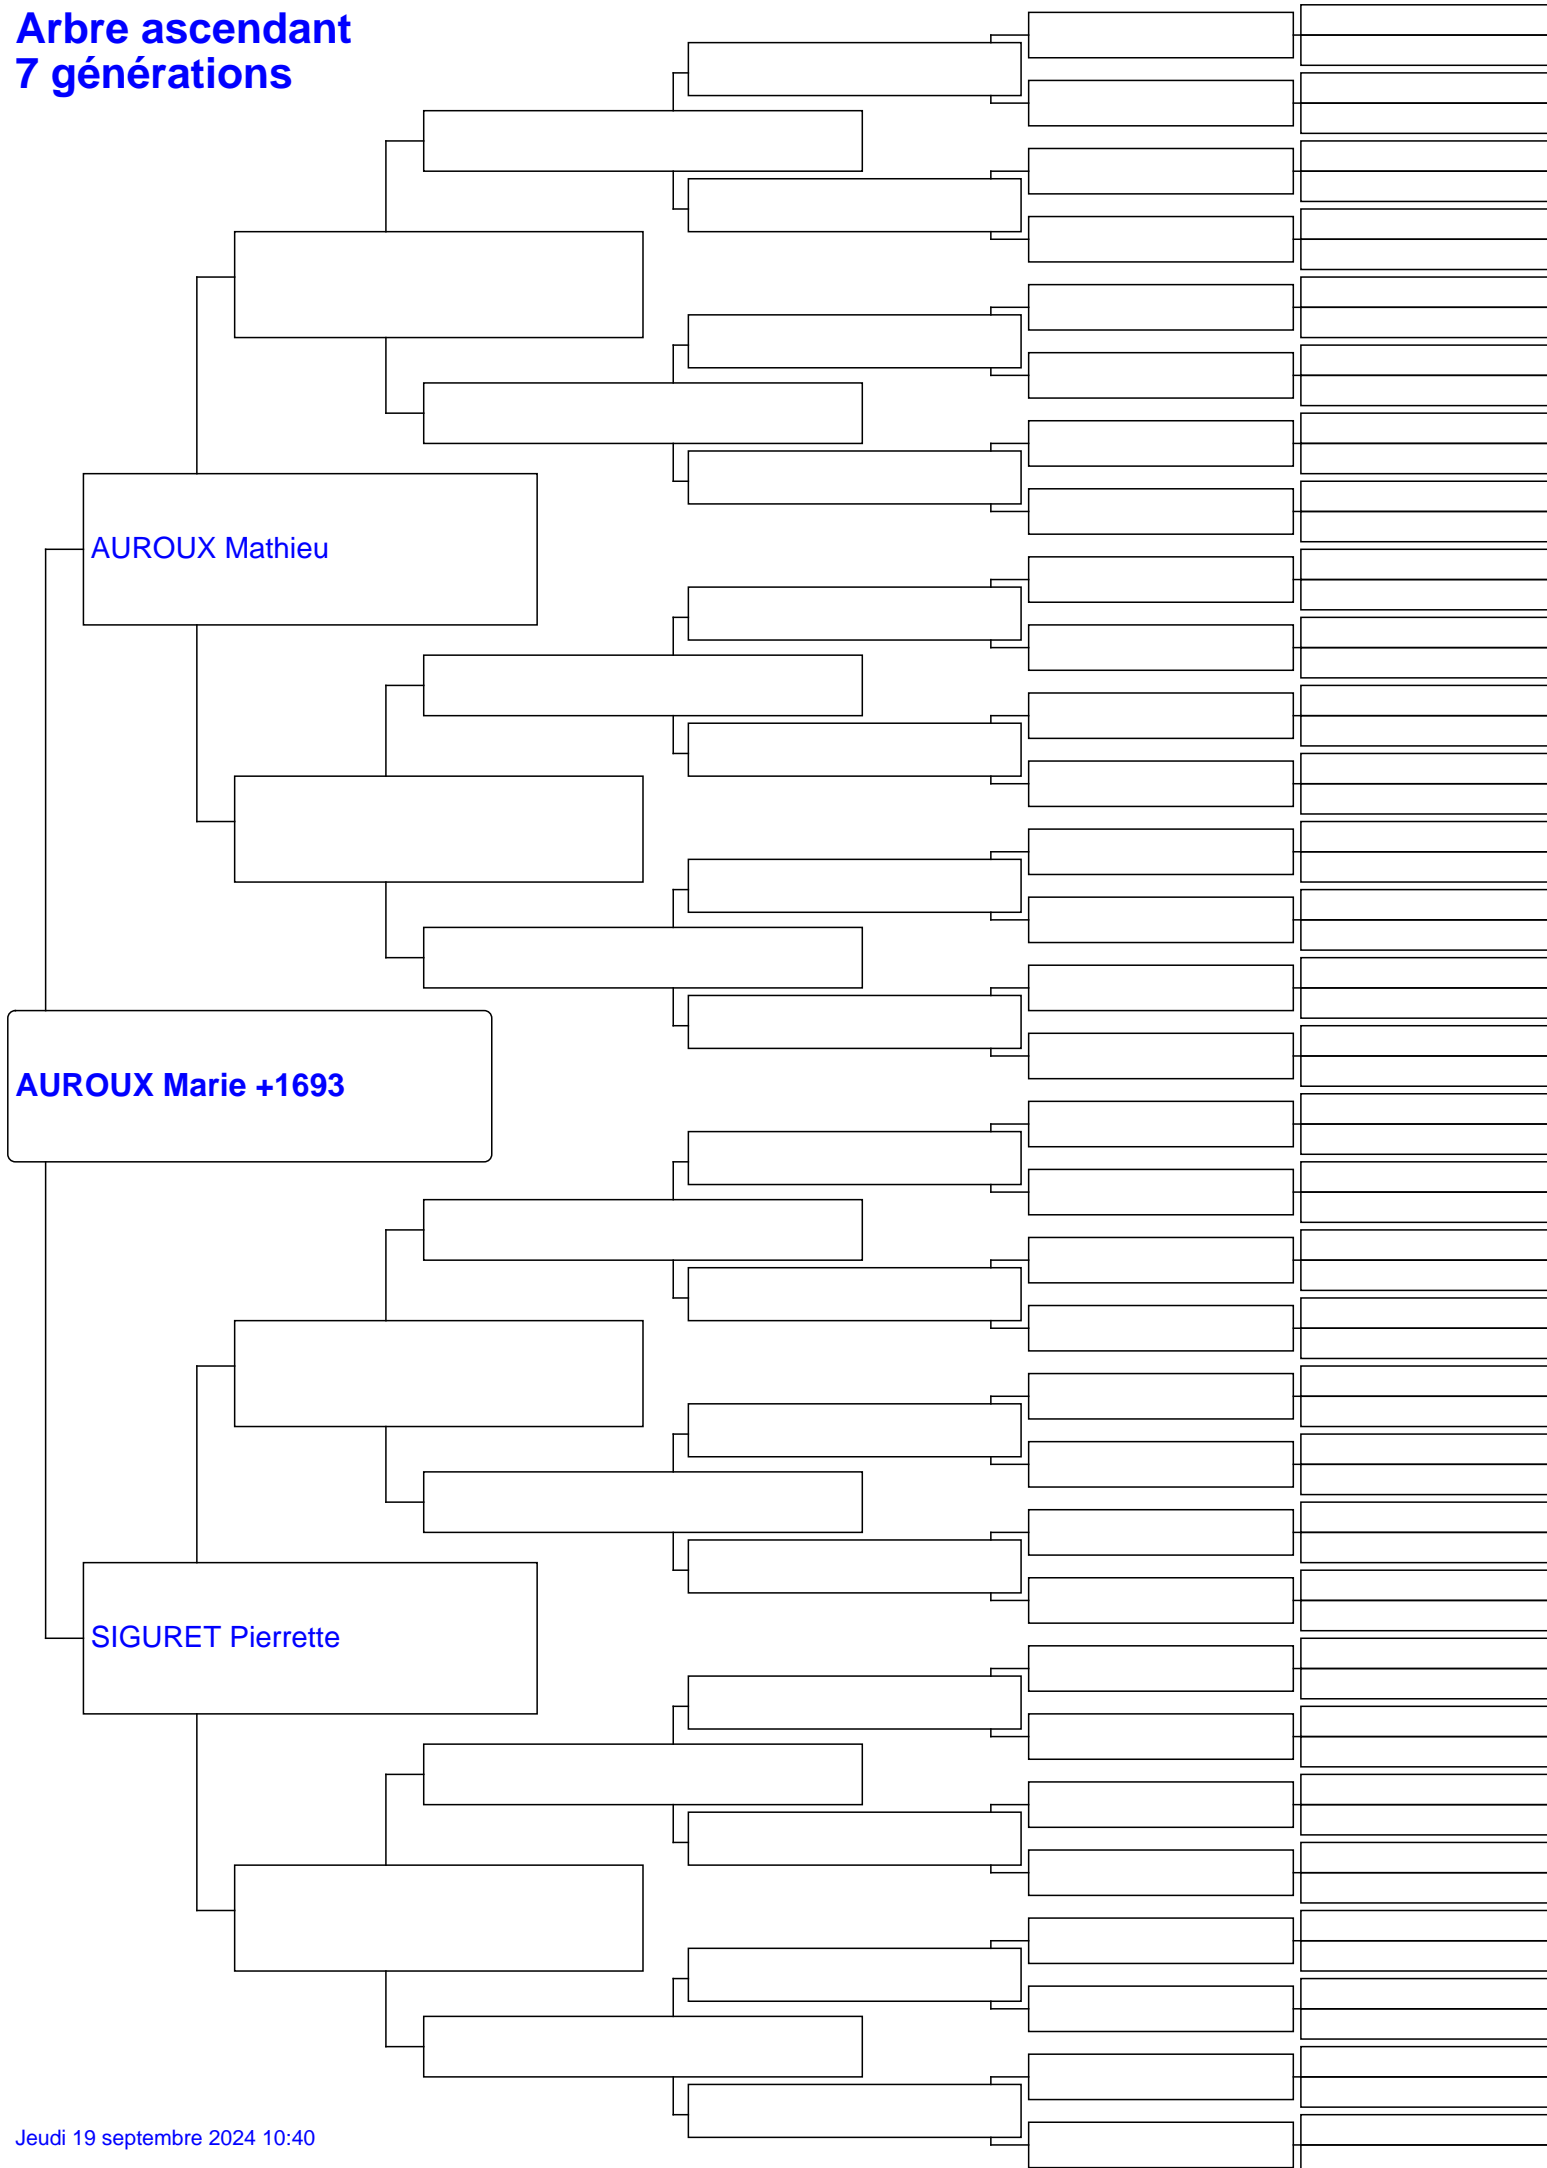 Arbre ascendant
7 générations
AUROUX Mathieu
AUROUX Marie +1693
SIGURET Pierrette
Jeudi 19 septembre 2024 10:40